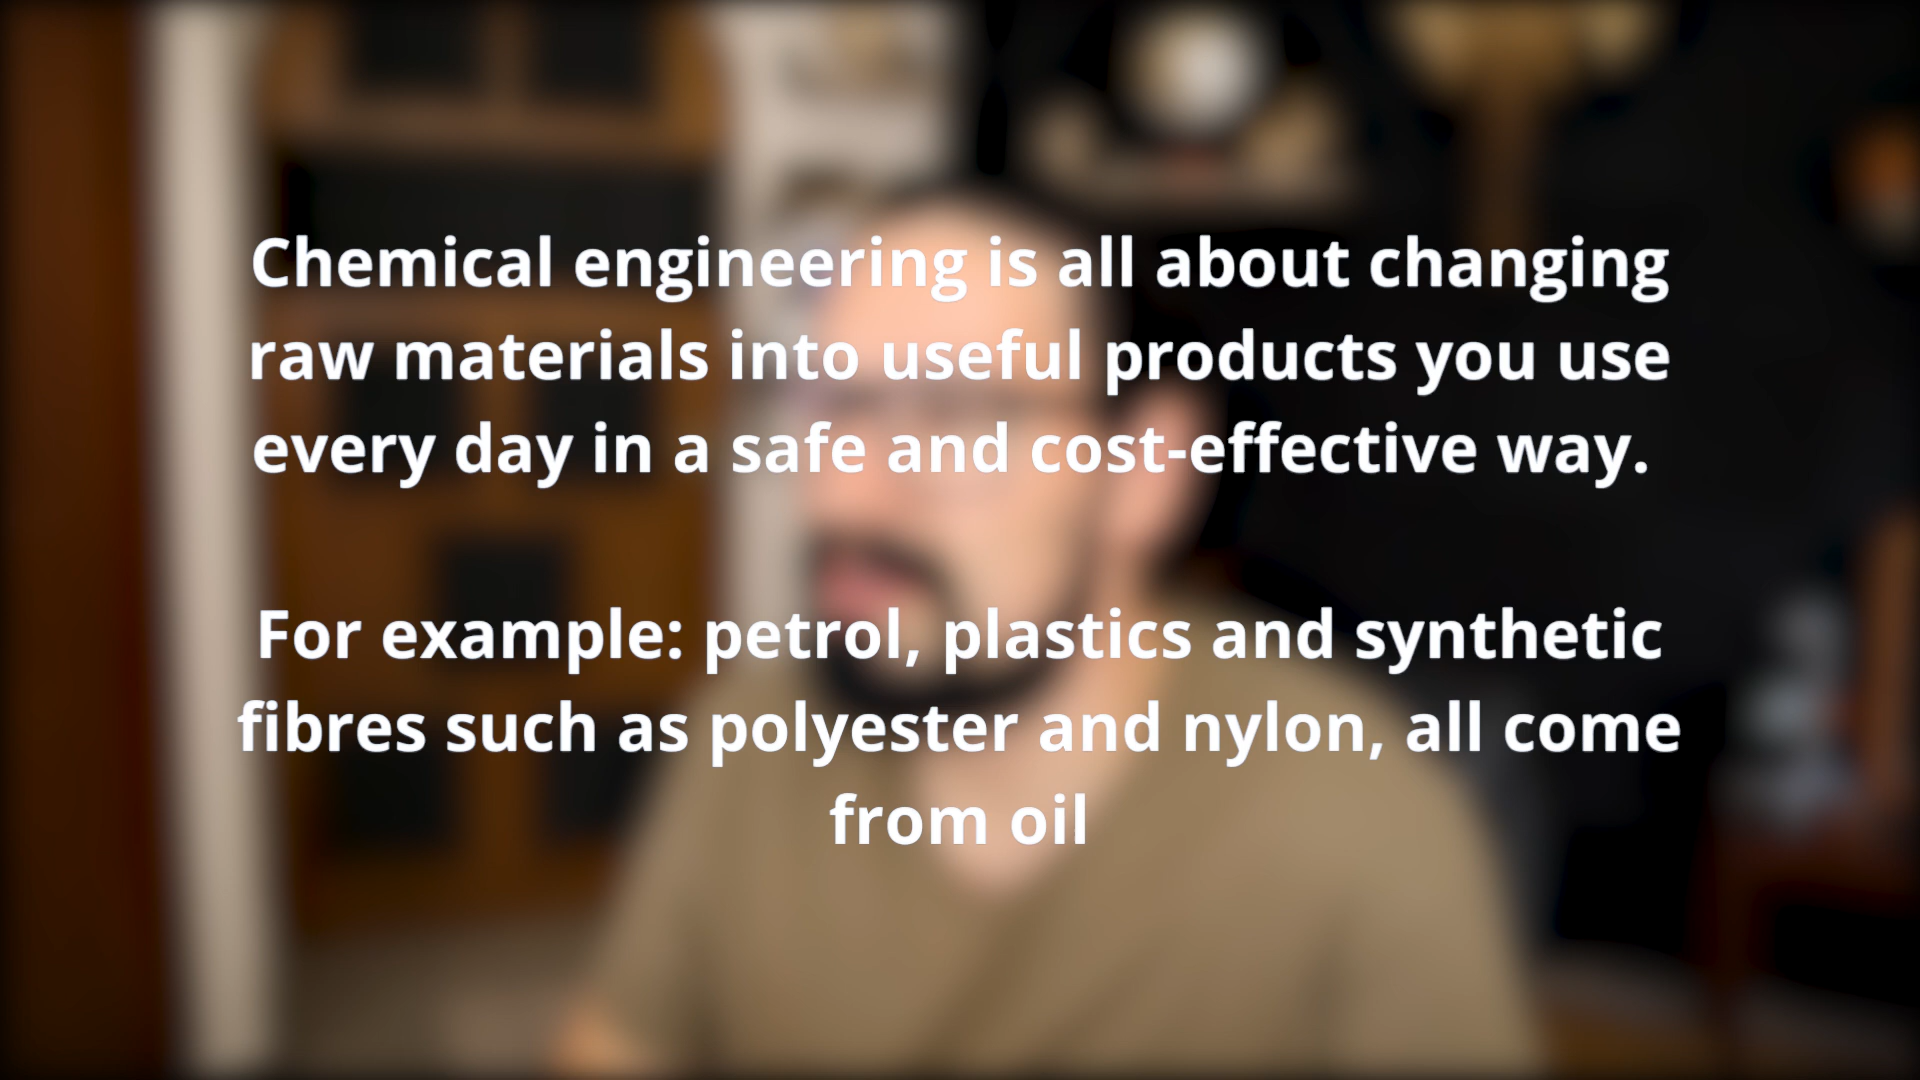 Chemical engineering is all about changing
raw materials into useful products you use
every day in a safe and cost-effective way.
For example: petrol, plastics and synthetic
fibres such as polyester and nylon, all come
from oil